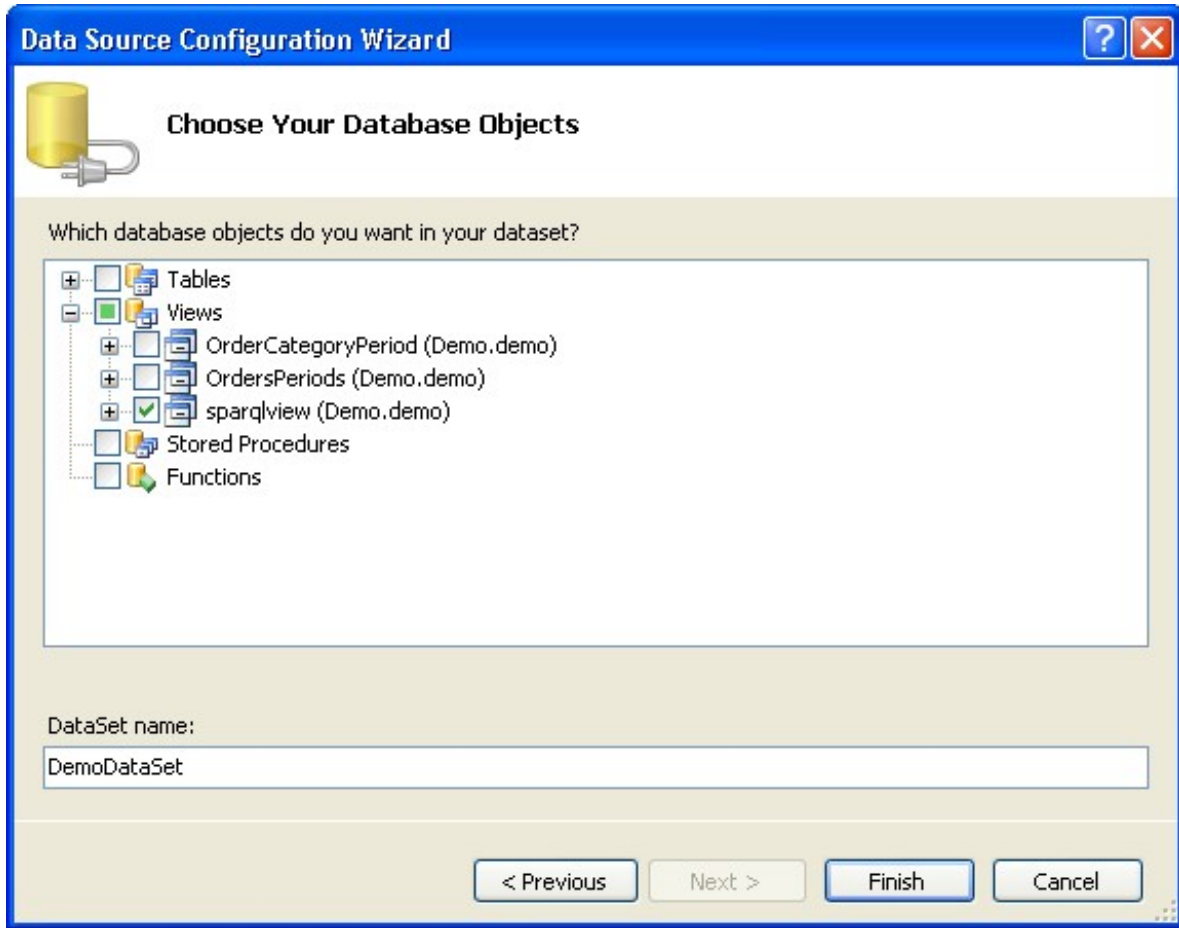 Data Source Configuration Wizard
Choose Your Database Objects
Which database objects do you want in your dataset?
Tables
Views
OrderCategoryPeriod (Demo.demo)
OrdersPeriods (Demo.demo)
sparqlview (Demo.demo)
Stored Procedures
Functions
DataSet name:
DemoDataSet
< Previous Next > Finish Cancel